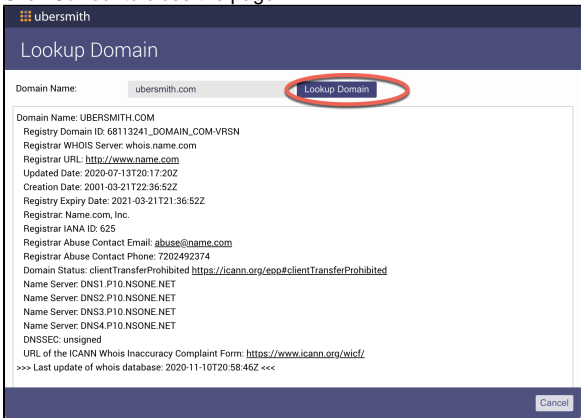 ubersmith
Lookup Domain
Domain Name: ubersmith.com Lookup Domain
Domain Name: UBERSMITH.COM
Registry Domain ID: 68113241_DOMAIN_COM-VRSN
Registrar WHOIS Server: whois.name.com
Registrar URL: http://www.name.com
Updated Date: 2020-07-13T20:17:20Z
Creation Date: 2001-03-21T22:36:52Z
Registry Expiry Date: 2021-03-21T21:36:52Z
Registrar: Name.com, Inc.
Registrar IANA ID: 625
Registrar Abuse Contact Email: abuse@name.com
Registrar Abuse Contact Phone: 7202492374
Domain Status: clientTransferProhibited https://icann.org/epp#clientTransferProhibited
Name Server: DNS1.P10.NSONE.NET
Name Server: DNS2.P10.NSONE.NET
Name Server: DNS3.P10.NSONE.NET
Name Server: DNS4.P10.NSONE.NET
DNSSEC: unsigned
URL of the ICANN Whois Inaccuracy Complaint Form: https://www.icann.org/wicf/
>>> Last update of whois database: 2020-11-10T20:58:46Z <<<
Cancel